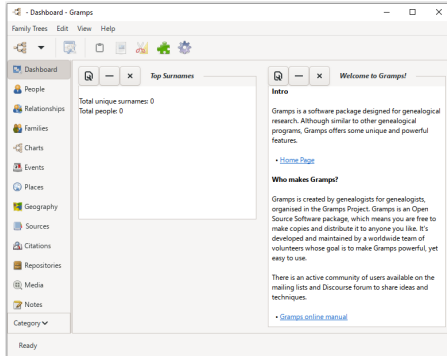 - Dashboard - Gramps
Family Trees Edit View Help
Dashboard
People
Relationships
Families
Charts
Events
Places
Geography
Sources
Citations
Repositories
Media
Notes
Category
Ready
Top Surnames
Total unique surnames: 0
Total people: 0
Welcome to Gramps!
Intro
Gramps is a software package designed for genealogical
research. Although similar to other genealogical
programs, Gramps offers some unique and powerful
features.
• Home Page
Who makes Gramps?
Gramps is created by genealogists for genealogists,
organised in the Gramps Project. Gramps is an Open
Source Software package, which means you are free to
make copies and distribute it to anyone you like. It's
developed and maintained by a worldwide team of
volunteers whose goal is to make Gramps powerful, yet
easy to use.
There is an active community of users available on the
mailing lists and Discourse forum to share ideas and
techniques.
• Gramps online manual